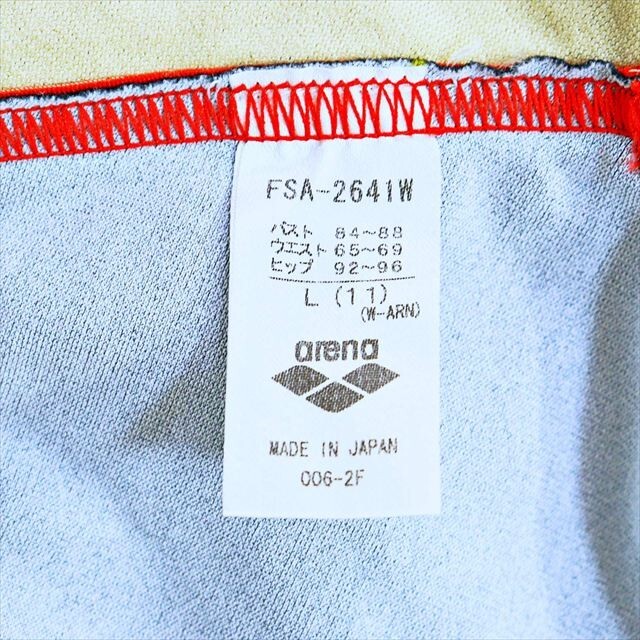 FSA-2641W
バスト 84~88
ウエスト 65~69
ヒップ 92~96
L (11)
(W-ARN)
arena
MADE IN JAPAN
006-2F